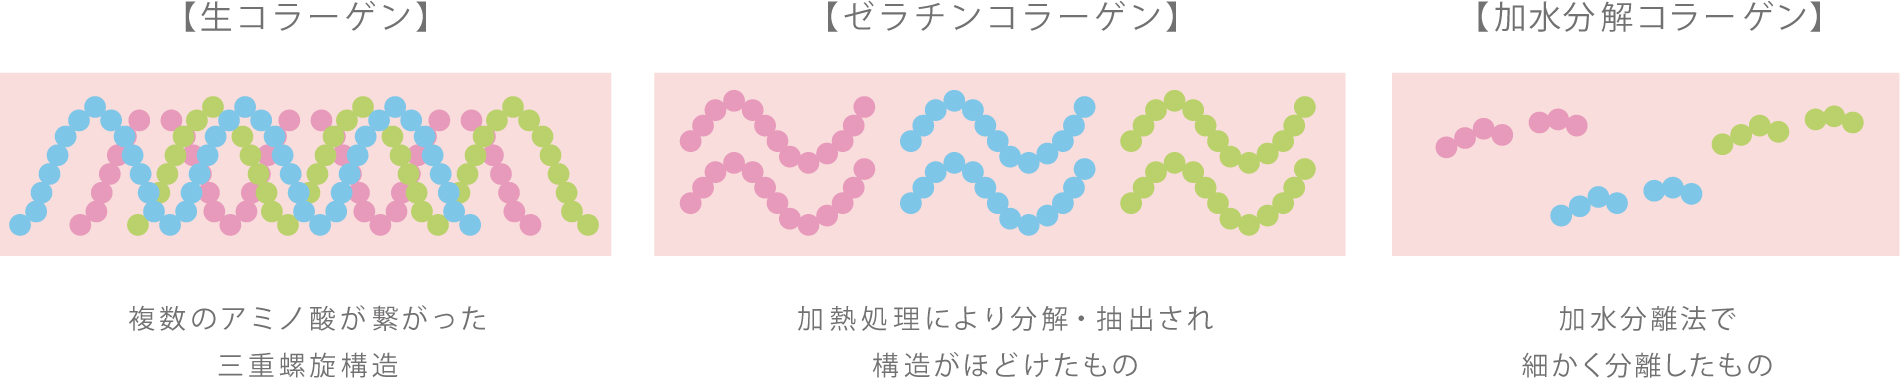 【生コラーゲン】
【ゼラチンコラーゲン】
【加水分解コラーゲン】
複数のアミノ酸が繋がった
三重螺旋構造
加熱処理により分解・抽出され
構造がほどけたもの
加水分離法で
細かく分離したもの